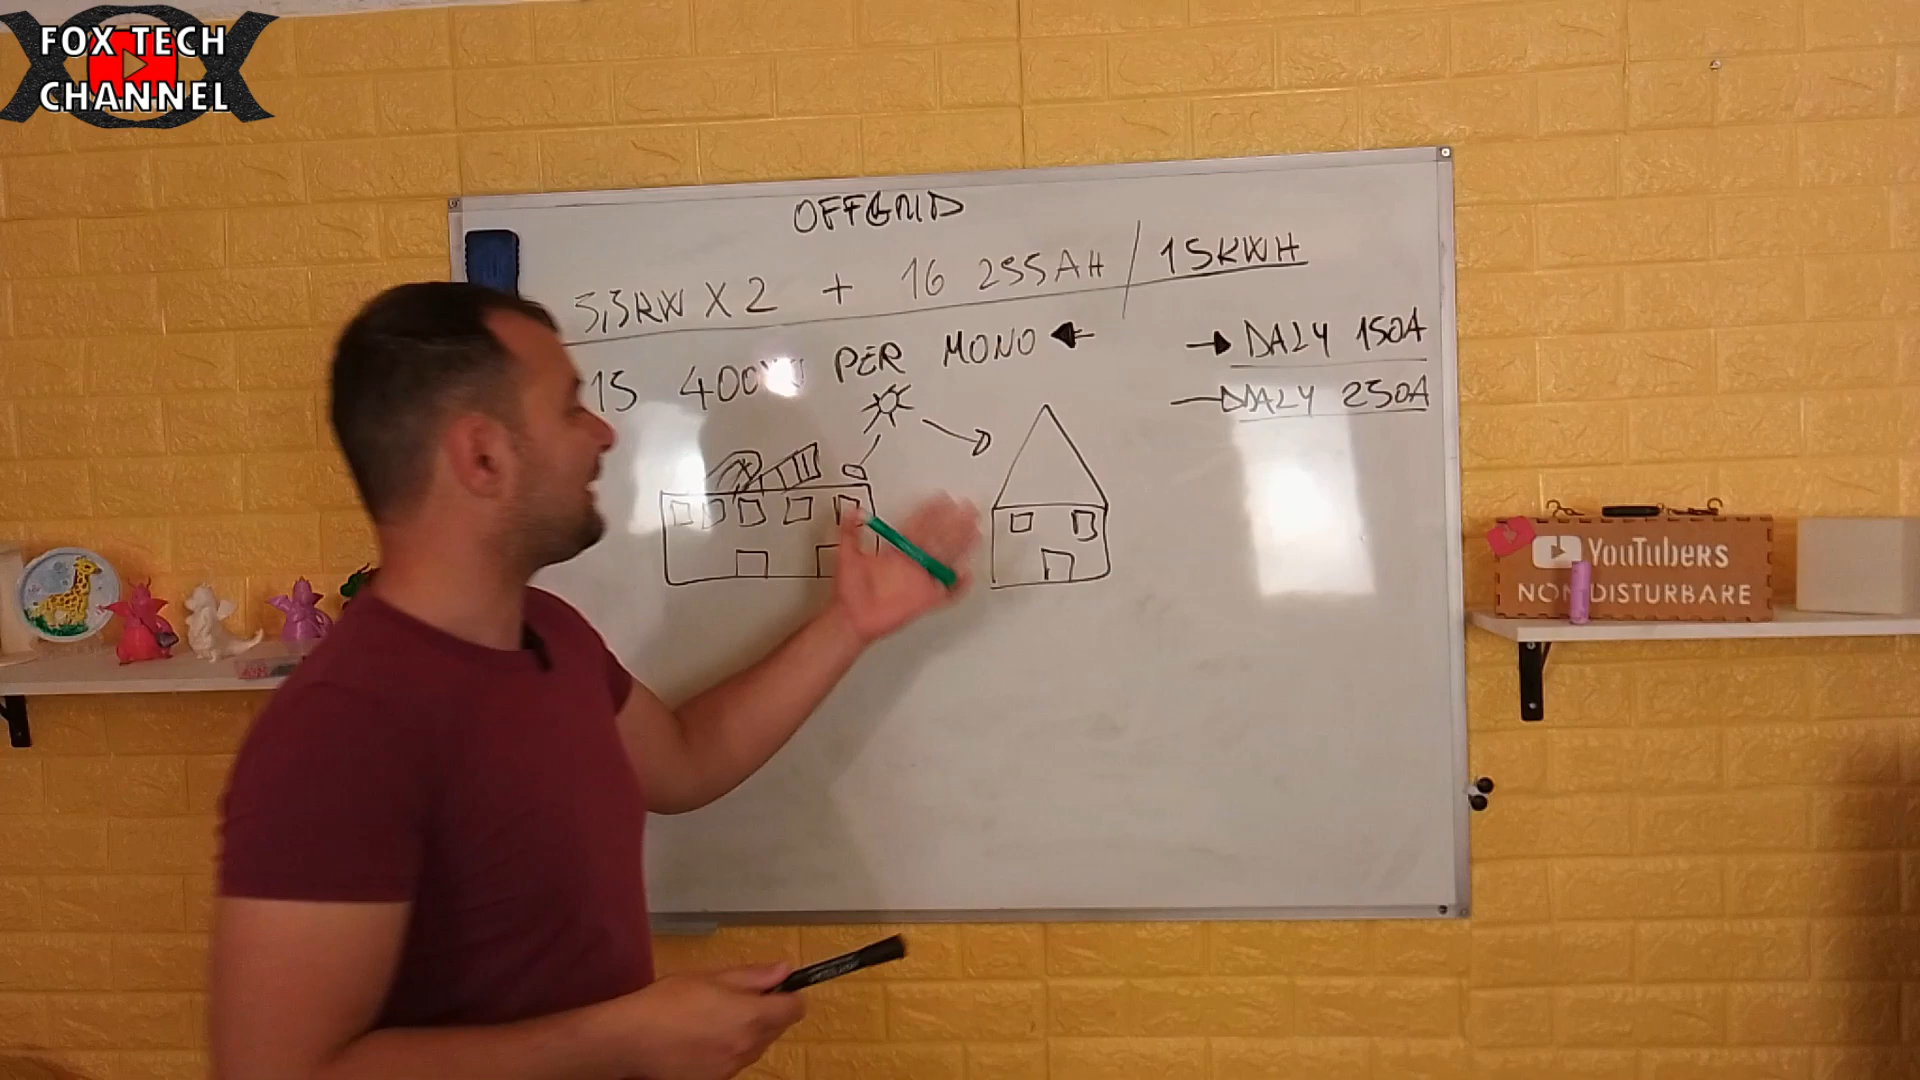 FOX TECH
CHANNEL
OFFGRID
5,5KW X 2 + 16 255AH / 15KWH
15 400W PER MONO
DALY 150A
DALY 250A
YouTubers
NON DISTURBARE